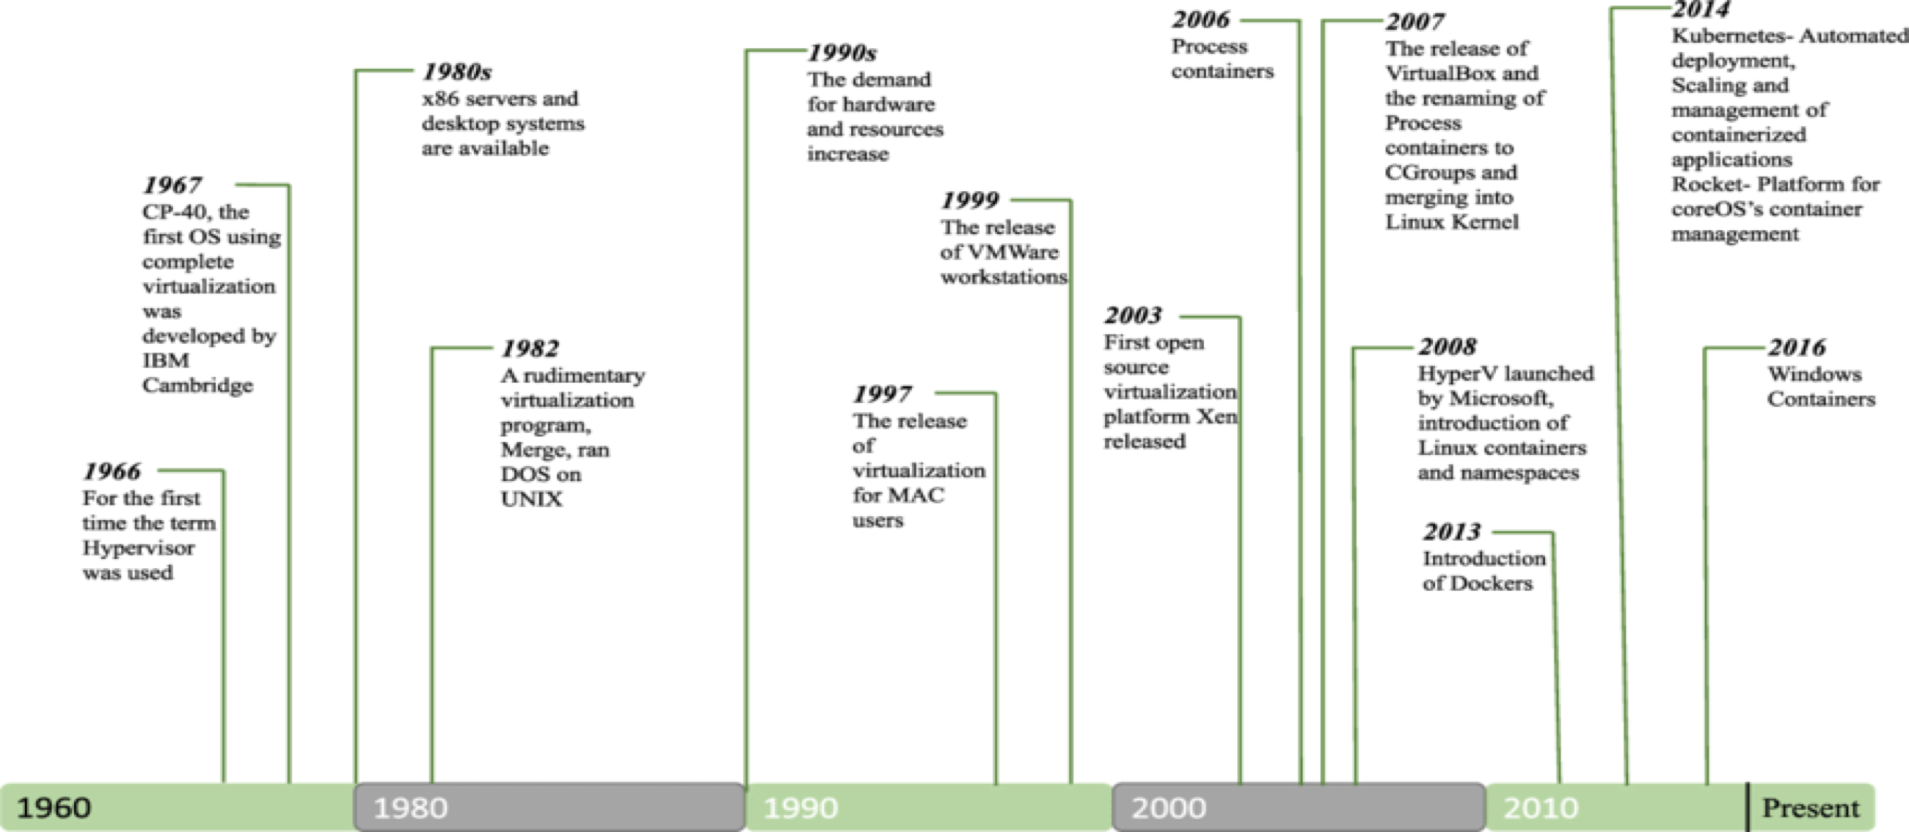 1966
For the first
time the term
Hypervisor
was used
1967
CP-40, the
first OS using
complete
virtualization
was
developed by
IBM
Cambridge
1980s
x86 servers and
desktop systems
are available
1982
A rudimentary
virtualization
program,
Merge, ran
DOS on
UNIX
1990s
The demand
for hardware
and resources
increase
1997
The release
of
virtualization
for MAC
users
1999
The release
of VMWare
workstations
2003
First open
source
virtualization
platform Xen
released
2006
Process
containers
2007
The release of
VirtualBox and
the renaming of
Process
containers to
CGroups and
merging into
Linux Kernel
2008
HyperV launched
by Microsoft,
introduction of
Linux containers
and namespaces
2013
Introduction
of Dockers
2014
Kubernetes- Automated
deployment,
Scaling and
management of
containerized
applications
Rocket- Platform for
coreOS's container
management
2016
Windows
Containers
1960
1980
1990
2000
2010
Present